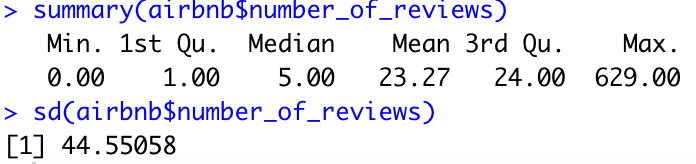 > summary(airbnb$number_of_reviews)
Min. 1st Qu. Median Mean 3rd Qu. Max.
0.00 1.00 5.00 23.27 24.00 629.00
> sd(airbnb$number_of_reviews)
[1] 44.55058